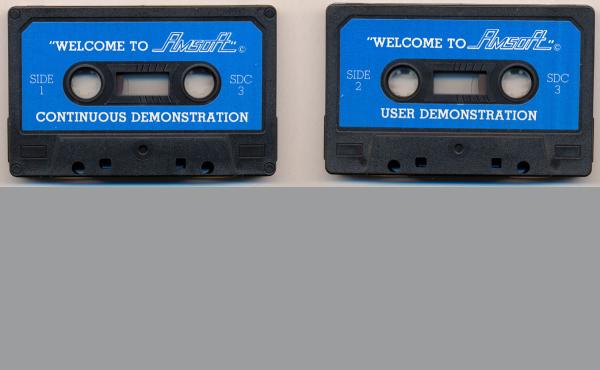 "WELCOME TO Amsoft" ©
SIDE 1
SDC 3
CONTINUOUS DEMONSTRATION
"WELCOME TO Amsoft" ©
SIDE 2
SDC 3
USER DEMONSTRATION